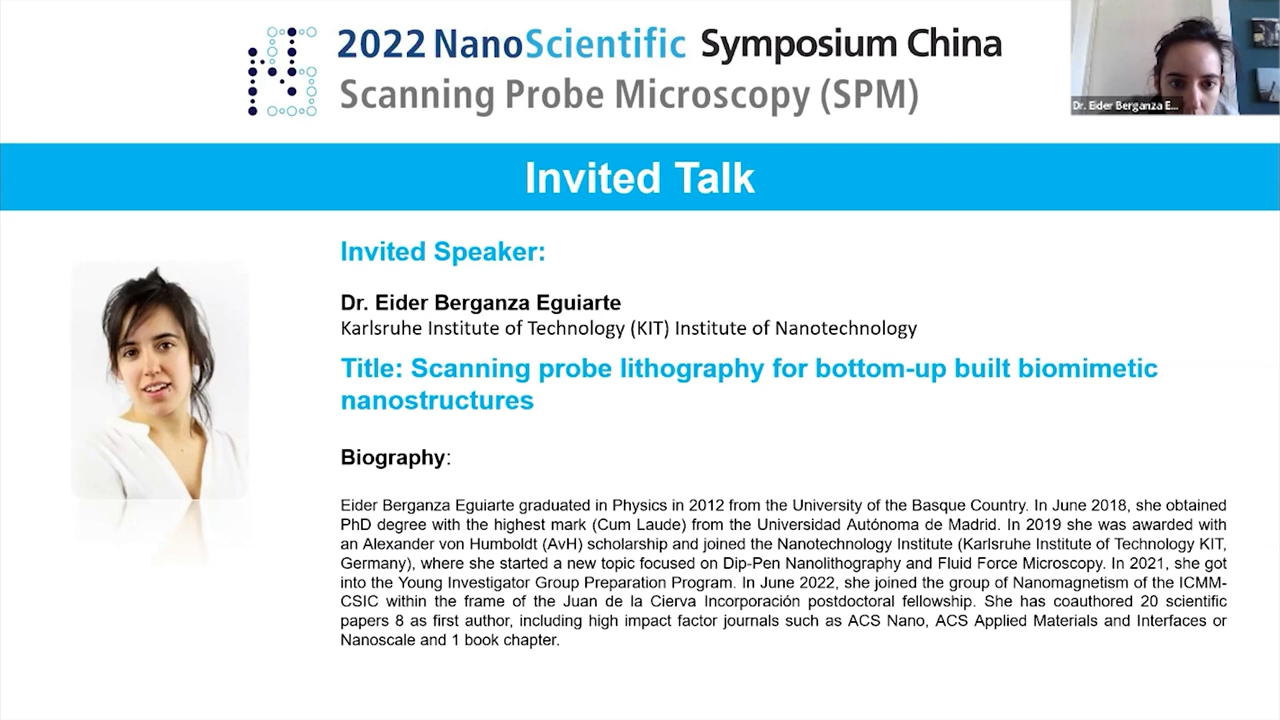 2022 NanoScientific Symposium China
Scanning Probe Microscopy (SPM)
Dr. Eider Berganza E...
Invited Talk
Invited Speaker:
Dr. Eider Berganza Eguiarte
Karlsruhe Institute of Technology (KIT) Institute of Nanotechnology
Title: Scanning probe lithography for bottom-up built biomimetic
nanostructures
Biography:
Eider Berganza Eguiarte graduated in Physics in 2012 from the University of the Basque Country. In June 2018, she obtained
PhD degree with the highest mark (Cum Laude) from the Universidad Autónoma de Madrid. In 2019 she was awarded with
an Alexander von Humboldt (AvH) scholarship and joined the Nanotechnology Institute (Karlsruhe Institute of Technology KIT,
Germany), where she started a new topic focused on Dip-Pen Nanolithography and Fluid Force Microscopy. In 2021, she got
into the Young Investigator Group Preparation Program. In June 2022, she joined the group of Nanomagnetism of the ICMM-
CSIC within the frame of the Juan de la Cierva Incorporación postdoctoral fellowship. She has coauthored 20 scientific
papers 8 as first author, including high impact factor journals such as ACS Nano, ACS Applied Materials and Interfaces or
Nanoscale and 1 book chapter.